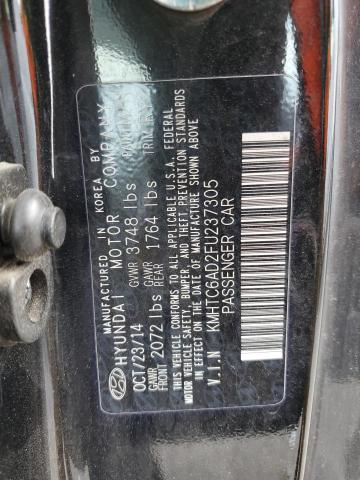 MANUFACTURED IN KOREA BY
HYUNDAI MOTOR COMPANY
OCT/23/14 GVWR 3748 lbs
GAWR FRONT 2072 lbs GAWR REAR 1764 lbs
THIS VEHICLE CONFORMS TO ALL APPLICABLE U.S.A. FEDERAL
MOTOR VEHICLE SAFETY, BUMPER, AND THEFT PREVENTION STANDARDS
IN EFFECT ON THE DATE OF MANUFACTURE SHOWN ABOVE
V.I.N KMHTC6AD2FU237305
PASSENGER CAR